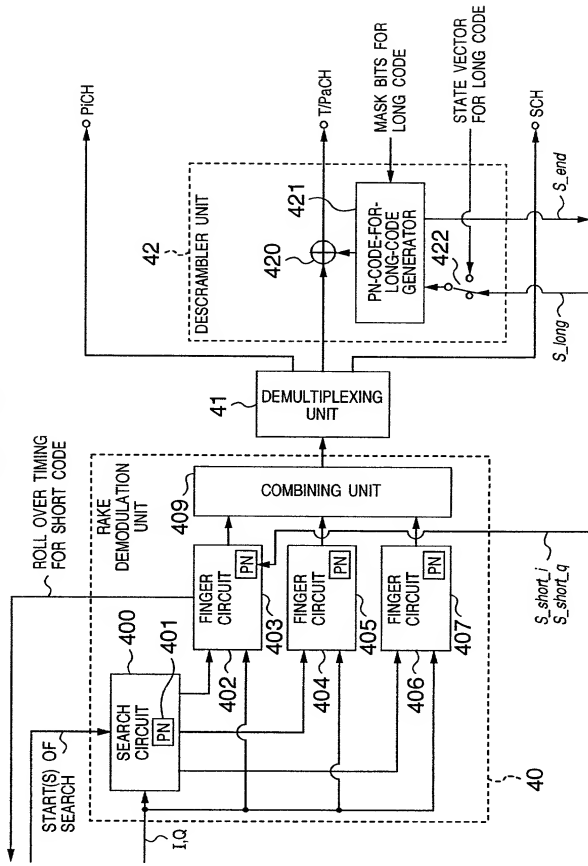 ROLL OVER TIMING
FOR SHORT CODE
START(S) OF
SEARCH
I,Q
RAKE
DEMODULATION
UNIT
400
SEARCH
CIRCUIT
PN
401
FINGER
CIRCUIT
PN
402
403
FINGER
CIRCUIT
PN
404
405
FINGER
CIRCUIT
PN
406
407
409
COMBINING UNIT
40
S_short_i
S_short_q
41
DEMULTIPLEXING
UNIT
42
DESCRAMBLER UNIT
420
421
PN-CODE-FOR-
LONG-CODE
GENERATOR
422
PiCH
T/PaCH
MASK BITS FOR
LONG CODE
STATE VECTOR
FOR LONG CODE
SCH
S_long
S_end